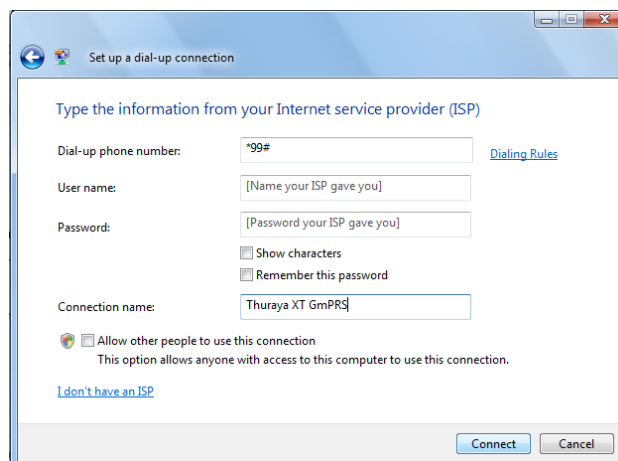 Set up a dial-up connection
Type the information from your Internet service provider (ISP)
Dial-up phone number:
*99#
Dialing Rules
User name:
[Name your ISP gave you]
Password:
[Password your ISP gave you]
Show characters
Remember this password
Connection name:
Thuraya XT GmPRS
Allow other people to use this connection
This option allows anyone with access to this computer to use this connection.
I don't have an ISP
Connect
Cancel